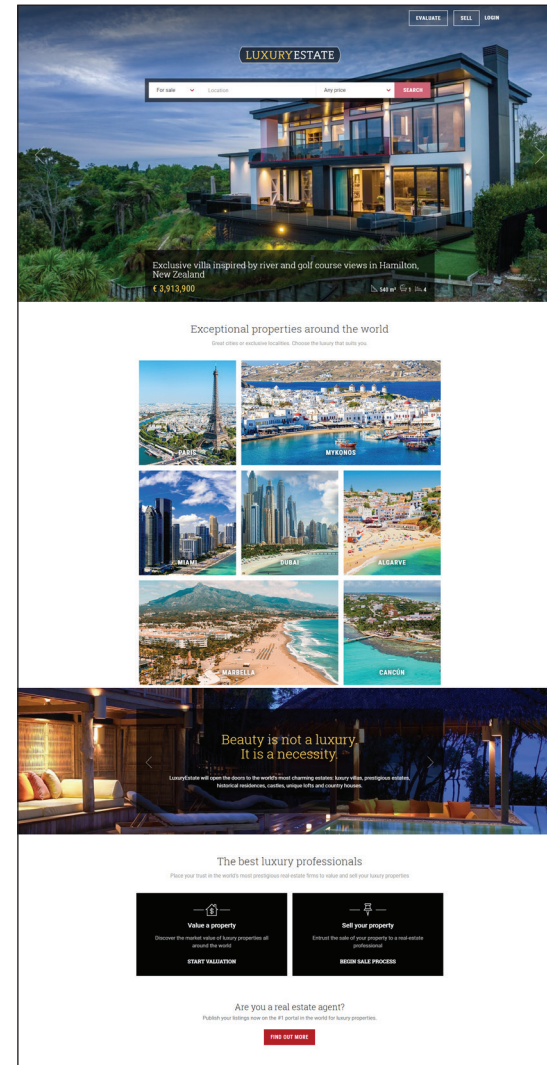 EVALUATE SELL LOGIN
LUXURYESTATE
For sale Location Any price SEARCH
Exclusive villa inspired by river and golf course views in Hamilton,
New Zealand
€ 3,913,900 540 m² 1 4
Exceptional properties around the world
Great cities or exclusive localities. Choose the luxury that suits you.
PARIS MYKONOS
MIAMI DUBAI ALGARVE
MARBELLA CANCÚN
Beauty is not a luxury.
It is a necessity.
LuxuryEstate will open the doors to the world's most charming estates: luxury villas, prestigious estates,
historical residences, castles, unique lofts and country houses.
The best luxury professionals
Place your trust in the world's most prestigious real estate firms to value and sell your luxury properties
Value a property
Discover the market value of luxury properties all
around the world
START VALUATION
Sell your property
Entrust the sale of your property to a real estate
professional
BEGIN SALE PROCESS
Are you a real estate agent?
Publish your listings now on the #1 portal in the world for luxury properties.
FIND OUT MORE